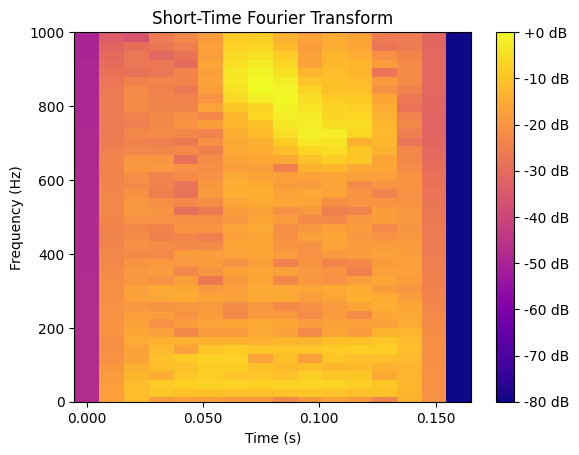 Short-Time Fourier Transform
Frequency (Hz)
1000
800
600
400
200
0
0.000
0.050
0.100
0.150
Time (s)
+0 dB
-10 dB
-20 dB
-30 dB
-40 dB
-50 dB
-60 dB
-70 dB
-80 dB